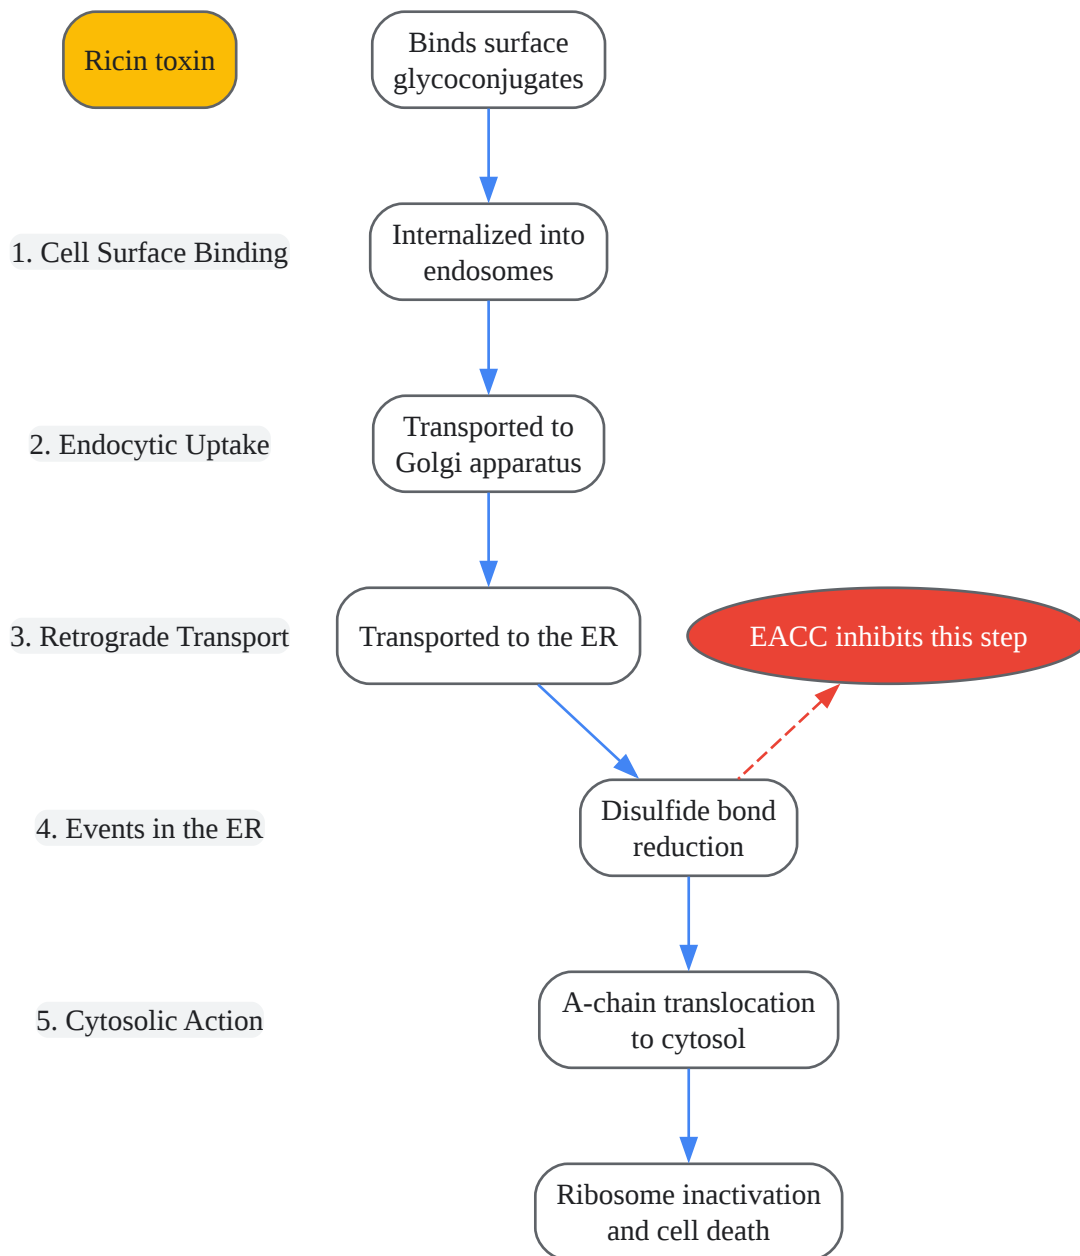 Ricin toxin
Binds surface
glycoconjugates
1. Cell Surface Binding
Internalized into
endosomes
2. Endocytic Uptake
Transported to
Golgi apparatus
3. Retrograde Transport
Transported to the ER
EACC inhibits this step
4. Events in the ER
Disulfide bond
reduction
5. Cytosolic Action
A-chain translocation
to cytosol
Ribosome inactivation
and cell death